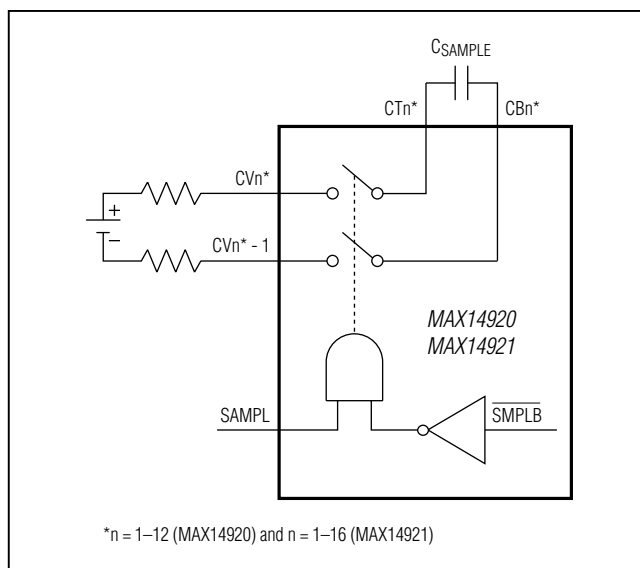 CSAMPLE
CTn*
CBn*
CVn*
+
–
CVn* - 1
MAX14920
MAX14921
SAMPL
SMPLB
*n = 1–12 (MAX14920) and n = 1–16 (MAX14921)